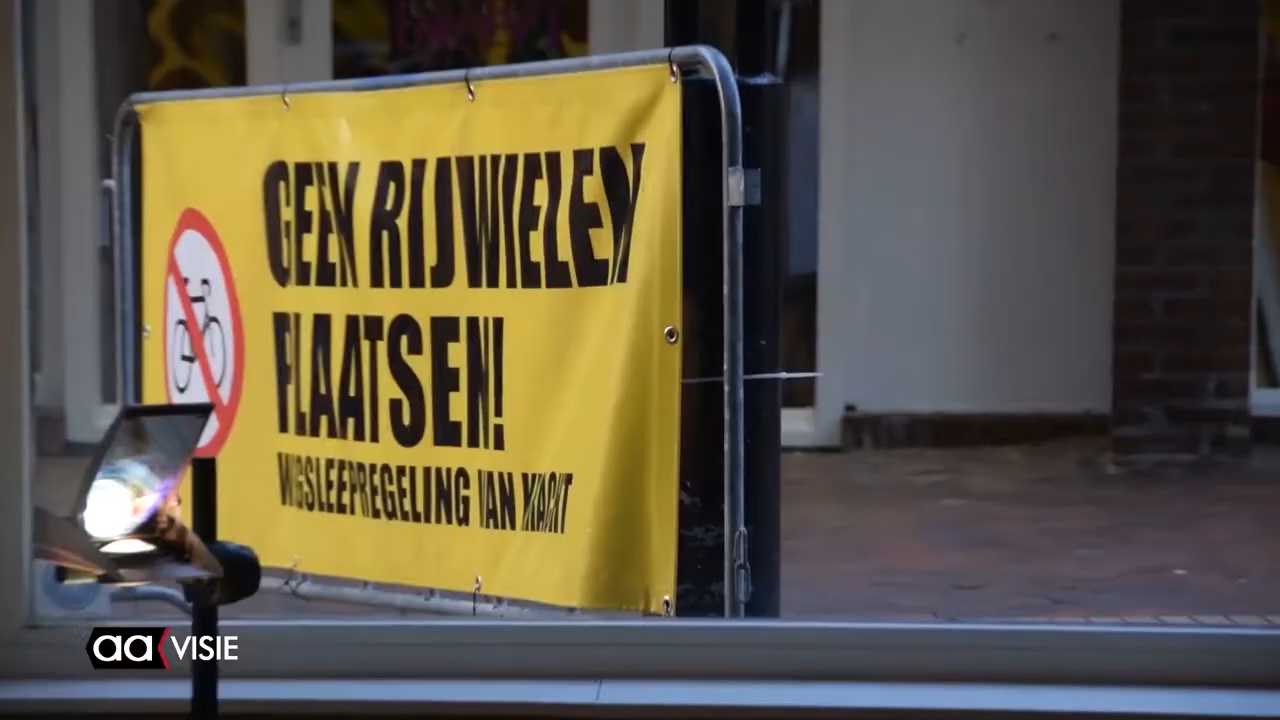 GEEN RIJWIELEN
PLAATSEN!
WEGSLEEPREGELING VAN KRACHT
aa VISIE